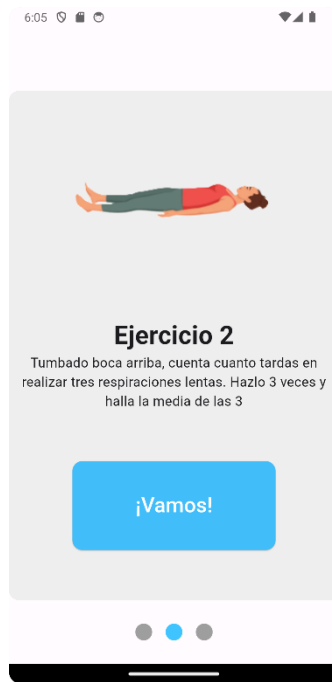 6:05
Ejercicio 2
Tumbado boca arriba, cuenta cuanto tardas en
realizar tres respiraciones lentas. Hazlo 3 veces y
halla la media de las 3
¡Vamos!